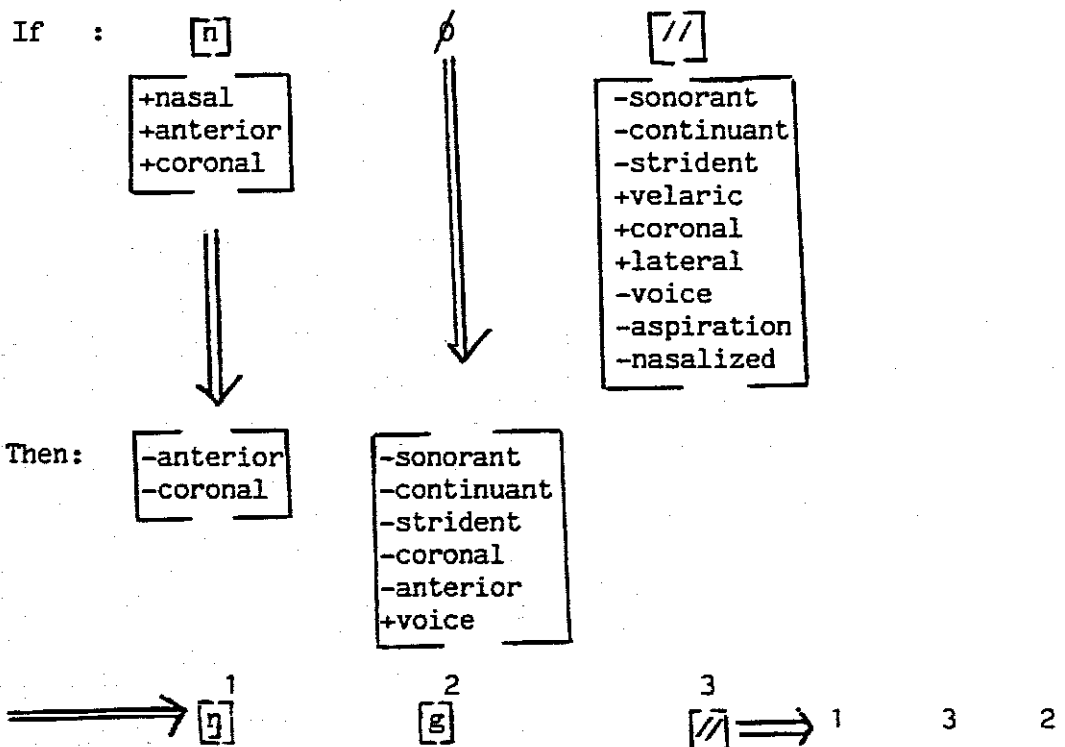 If : [n] ø [//]
+nasal
+anterior
+coronal
-sonorant
-continuant
-strident
+velaric
+coronal
+lateral
-voice
-aspiration
-nasalized
Then:
-anterior
-coronal
-sonorant
-continuant
-strident
-coronal
-anterior
+voice
1 2 3
⟹ [ŋ] [g] [//] ⟹ 1 3 2